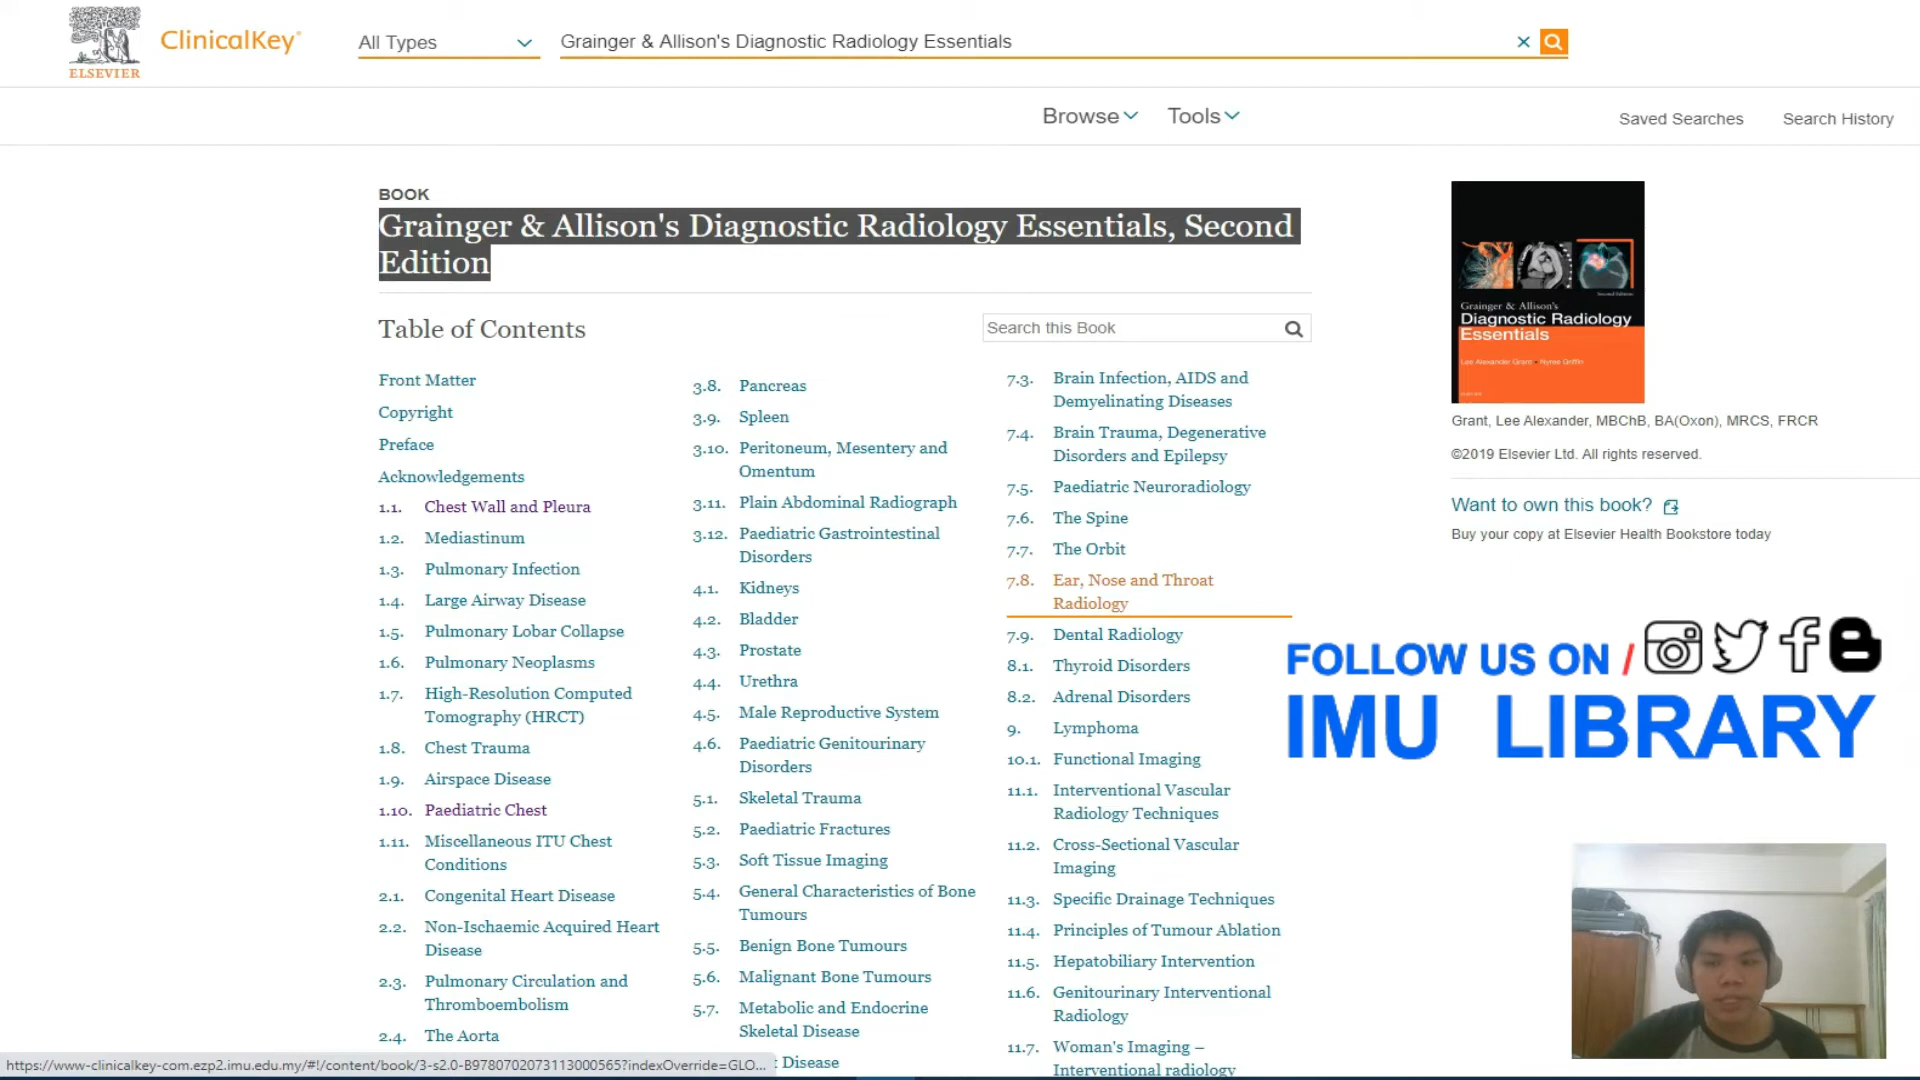 ELSEVIER
ClinicalKey®
All Types
Grainger & Allison's Diagnostic Radiology Essentials
Browse
Tools
Saved Searches
Search History
BOOK
Grainger & Allison's Diagnostic Radiology Essentials, Second
Edition
Table of Contents
Search this Book
Front Matter
Copyright
Preface
Acknowledgements
1.1. Chest Wall and Pleura
1.2. Mediastinum
1.3. Pulmonary Infection
1.4. Large Airway Disease
1.5. Pulmonary Lobar Collapse
1.6. Pulmonary Neoplasms
1.7. High-Resolution Computed
Tomography (HRCT)
1.8. Chest Trauma
1.9. Airspace Disease
1.10. Paediatric Chest
1.11. Miscellaneous ITU Chest
Conditions
2.1. Congenital Heart Disease
2.2. Non-Ischaemic Acquired Heart
Disease
2.3. Pulmonary Circulation and
Thromboembolism
2.4. The Aorta
3.8. Pancreas
3.9. Spleen
3.10. Peritoneum, Mesentery and
Omentum
3.11. Plain Abdominal Radiograph
3.12. Paediatric Gastrointestinal
Disorders
4.1. Kidneys
4.2. Bladder
4.3. Prostate
4.4. Urethra
4.5. Male Reproductive System
4.6. Paediatric Genitourinary
Disorders
5.1. Skeletal Trauma
5.2. Paediatric Fractures
5.3. Soft Tissue Imaging
5.4. General Characteristics of Bone
Tumours
5.5. Benign Bone Tumours
5.6. Malignant Bone Tumours
5.7. Metabolic and Endocrine
Skeletal Disease
Disease
7.3. Brain Infection, AIDS and
Demyelinating Diseases
7.4. Brain Trauma, Degenerative
Disorders and Epilepsy
7.5. Paediatric Neuroradiology
7.6. The Spine
7.7. The Orbit
7.8. Ear, Nose and Throat
Radiology
7.9. Dental Radiology
8.1. Thyroid Disorders
8.2. Adrenal Disorders
9. Lymphoma
10.1. Functional Imaging
11.1. Interventional Vascular
Radiology Techniques
11.2. Cross-Sectional Vascular
Imaging
11.3. Specific Drainage Techniques
11.4. Principles of Tumour Ablation
11.5. Hepatobiliary Intervention
11.6. Genitourinary Interventional
Radiology
11.7. Woman's Imaging –
Interventional radiology
Second Edition
Grainger & Allison's
Diagnostic Radiology
Essentials
Lee Alexander Grant • Nyree Griffin
Grant, Lee Alexander, MBChB, BA(Oxon), MRCS, FRCR
©2019 Elsevier Ltd. All rights reserved.
Want to own this book?
Buy your copy at Elsevier Health Bookstore today
FOLLOW US ON /
IMU LIBRARY
https://www-clinicalkey-com.ezp2.imu.edu.my/#!/content/book/3-s2.0-B9780702073113000565?indexOverride=GLO...